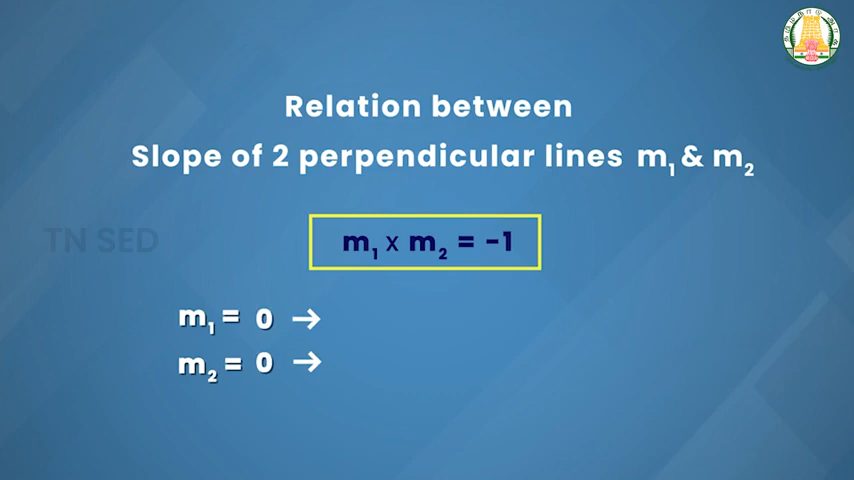 Relation between
Slope of 2 perpendicular lines m₁ & m₂
TN SED
m₁ x m₂ = -1
m₁ = 0 →
m₂ = 0 →